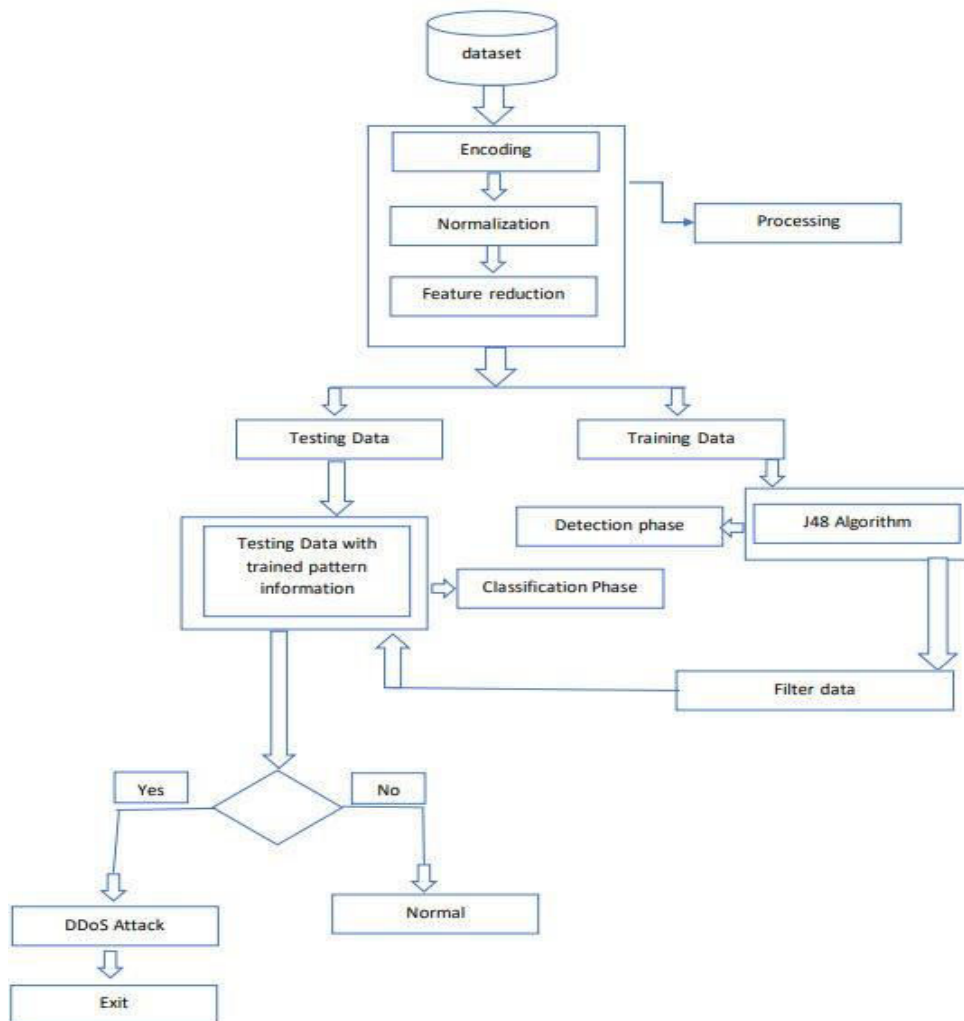 dataset
Encoding
Normalization
Processing
Feature reduction
Testing Data
Training Data
Detection phase
J48 Algorithm
Testing Data with
trained pattern
information
Classification Phase
Filter data
Yes
No
DDoS Attack
Normal
Exit